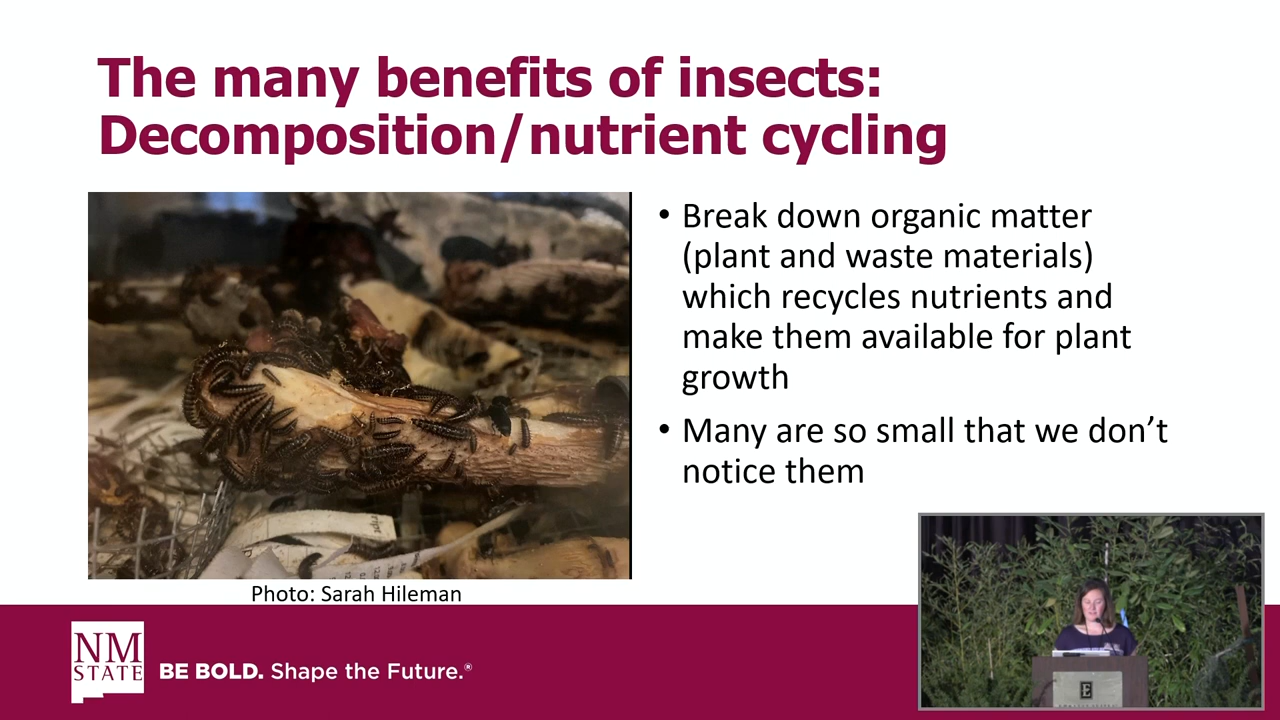 The many benefits of insects:
Decomposition/nutrient cycling
• Break down organic matter
(plant and waste materials)
which recycles nutrients and
make them available for plant
growth
• Many are so small that we don’t
notice them
Photo: Sarah Hileman
NM
STATE
BE BOLD. Shape the Future.®
E